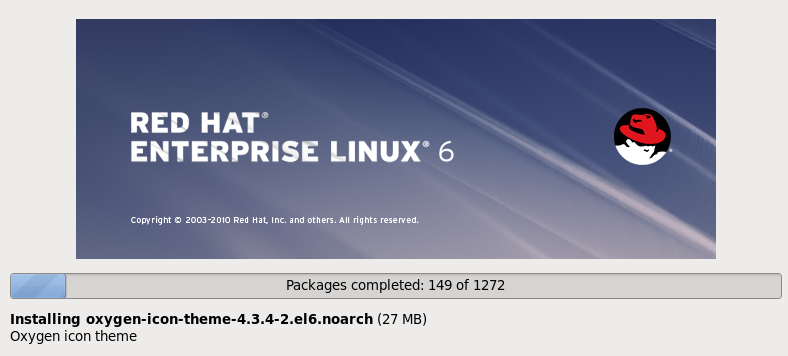 RED HAT®
ENTERPRISE LINUX® 6
Copyright © 2003-2010 Red Hat, Inc. and others. All rights reserved.
Packages completed: 149 of 1272
Installing oxygen-icon-theme-4.3.4-2.el6.noarch (27 MB)
Oxygen icon theme